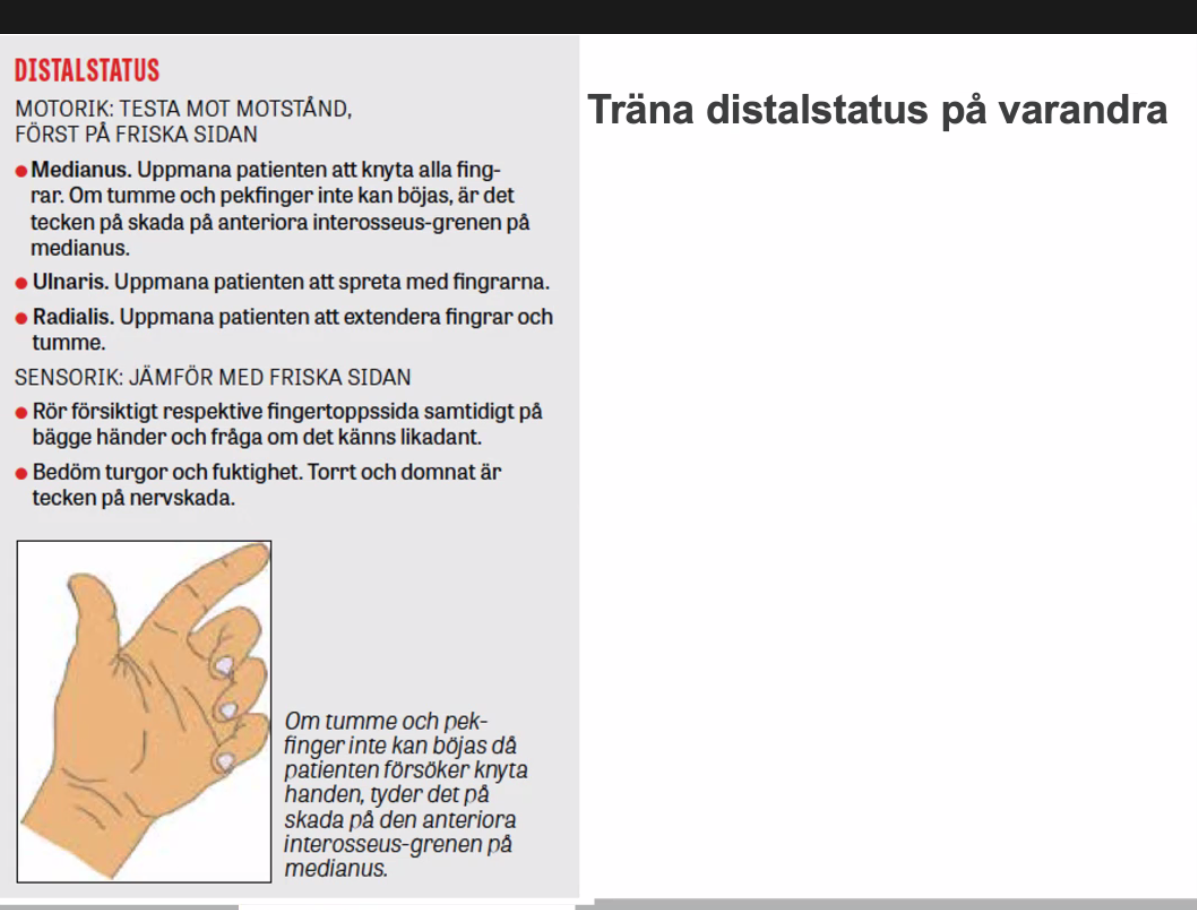 DISTALSTATUS
MOTORIK: TESTA MOT MOTSTÅND,
FÖRST PÅ FRISKA SIDAN
● Medianus. Uppmana patienten att knyta alla fing-
rar. Om tumme och pekfinger inte kan böjas, är det
tecken på skada på anteriora interosseus-grenen på
medianus.
● Ulnaris. Uppmana patienten att spreta med fingrarna.
● Radialis. Uppmana patienten att extendera fingrar och
tumme.
SENSORIK: JÄMFÖR MED FRISKA SIDAN
● Rör försiktigt respektive fingertoppssida samtidigt på
bägge händer och fråga om det känns likadant.
● Bedöm turgor och fuktighet. Torrt och domnat är
tecken på nervskada.
Om tumme och pek-
finger inte kan böjas då
patienten försöker knyta
handen, tyder det på
skada på den anteriora
interosseus-grenen på
medianus.
Träna distalstatus på varandra